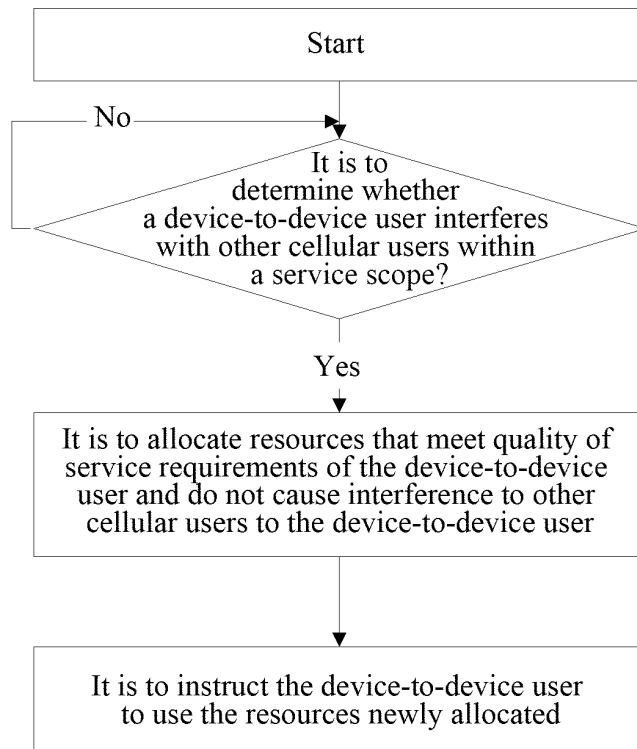 Start
No
It is to
determine whether
a device-to-device user interferes
with other cellular users within
a service scope?
Yes
It is to allocate resources that meet quality of
service requirements of the device-to-device
user and do not cause interference to other
cellular users to the device-to-device user
It is to instruct the device-to-device user
to use the resources newly allocated